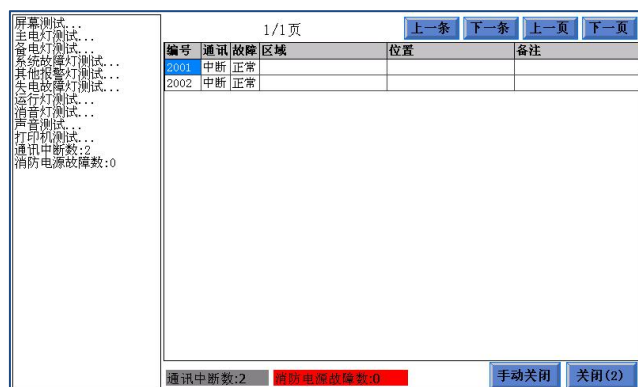 屏幕测试...
主电灯测试...
备电灯测试...
系统故障灯测试...
其他报警灯测试...
失电故障灯测试...
运行灯测试...
消音灯测试...
声音测试...
打印机测试...
通讯中断数:2
消防电源故障数:0
1/1页 上一条 下一条 上一页 下一页
编号 通讯 故障 区域 位置 备注
2001 中断 正常
2002 中断 正常
通讯中断数:2 消防电源故障数:0 手动关闭 关闭(2)